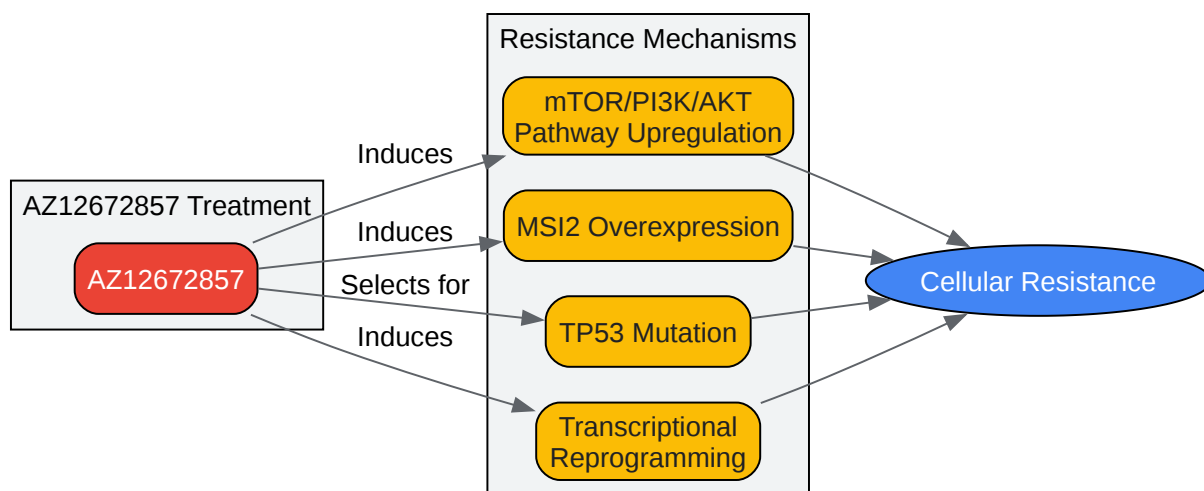 Resistance Mechanisms
mTOR/PI3K/AKT
Pathway Upregulation
Induces
AZ12672857 Treatment
MSI2 Overexpression
Induces
AZ12672857
Cellular Resistance
Selects for
TP53 Mutation
Induces
Transcriptional
Reprogramming